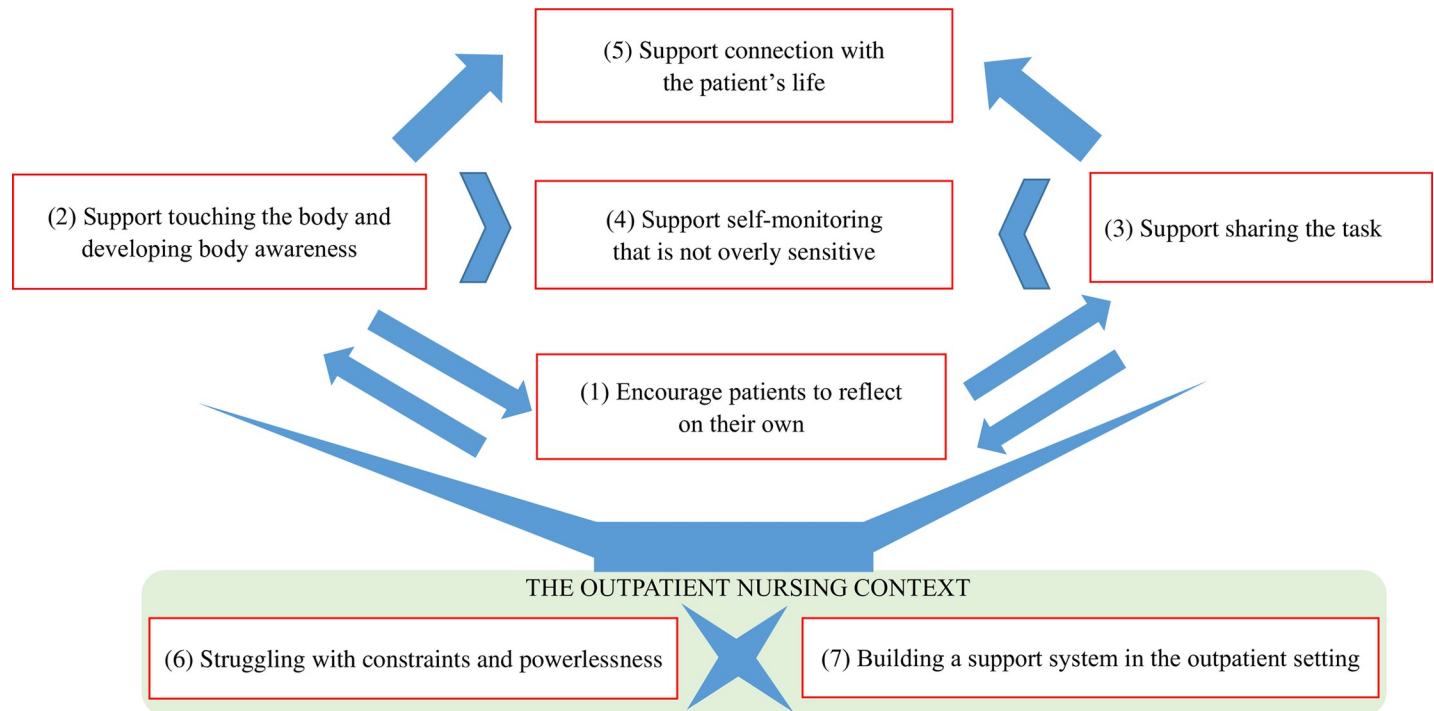 (5) Support connection with
the patient’s life
(2) Support touching the body and
developing body awareness
(4) Support self-monitoring
that is not overly sensitive
(3) Support sharing the task
(1) Encourage patients to reflect
on their own
THE OUTPATIENT NURSING CONTEXT
(6) Struggling with constraints and powerlessness
(7) Building a support system in the outpatient setting